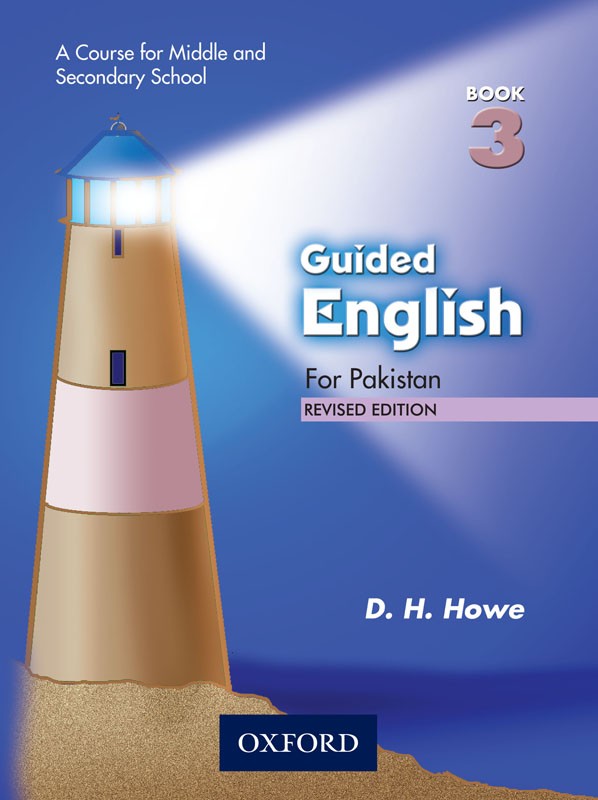 A Course for Middle and
Secondary School
BOOK
3
Guided
English
For Pakistan
REVISED EDITION
D. H. Howe
OXFORD